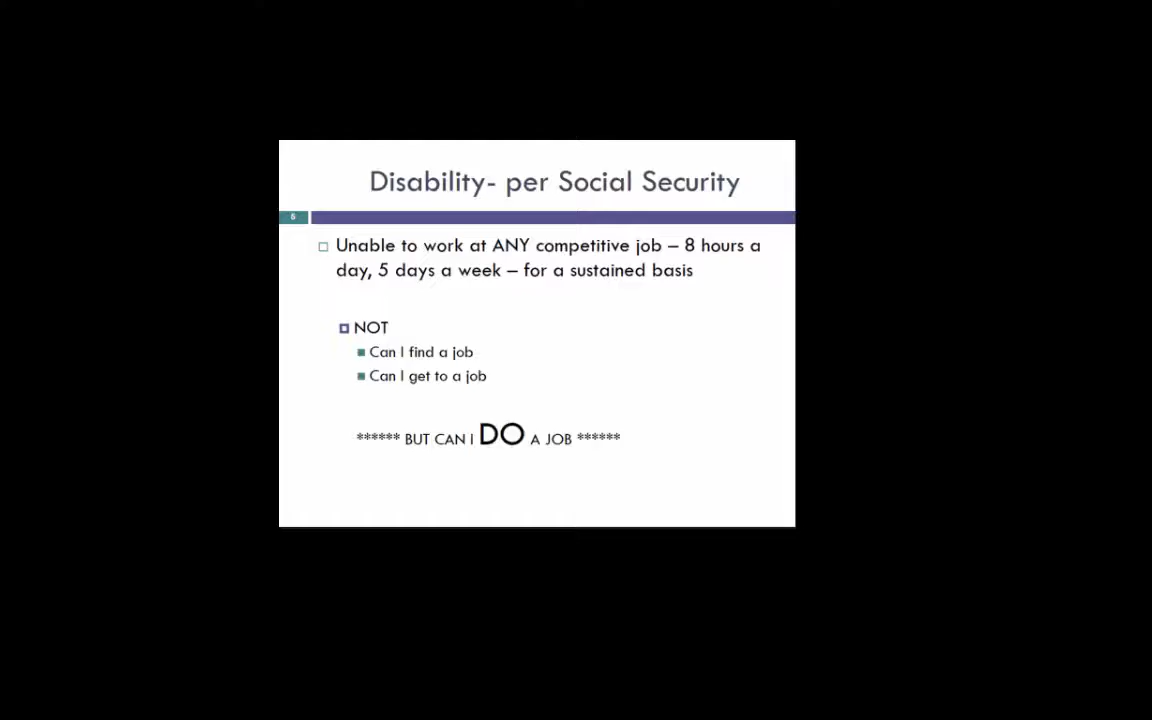 Disability- per Social Security
5
Unable to work at ANY competitive job – 8 hours a
day, 5 days a week – for a sustained basis
NOT
Can I find a job
Can I get to a job
****** BUT CAN I DO A JOB ******